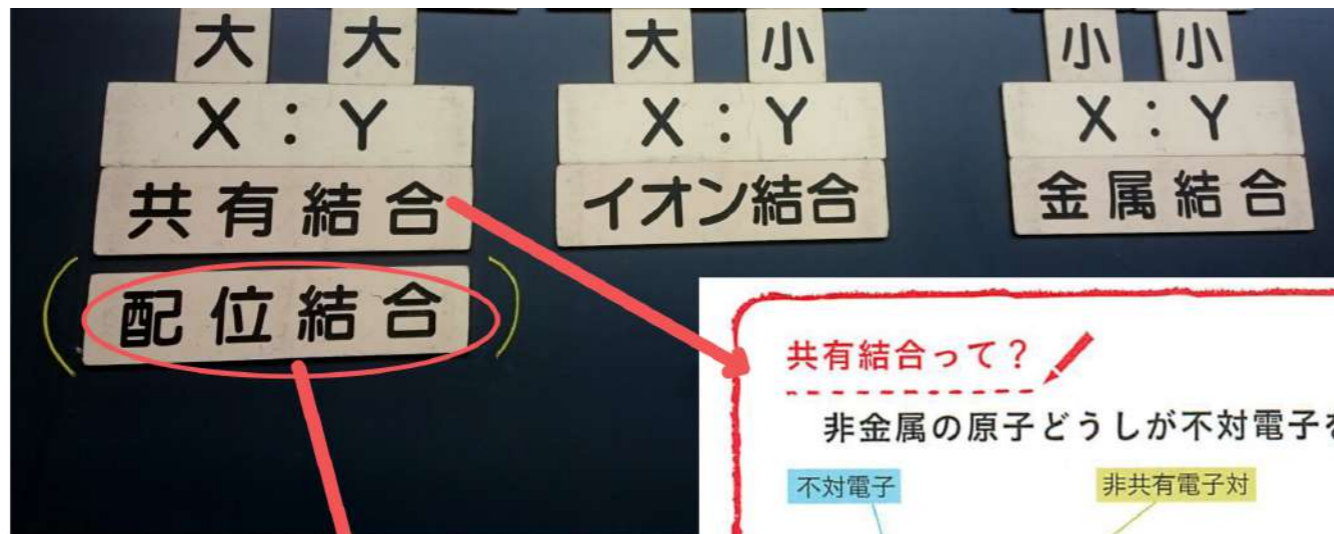 大 大
X : Y
共有結合
配位結合
大 小
X : Y
イオン結合
小 小
X : Y
金属結合
共有結合って?
非金属の原子どうしが不対電子
不対電子
非共有電子対